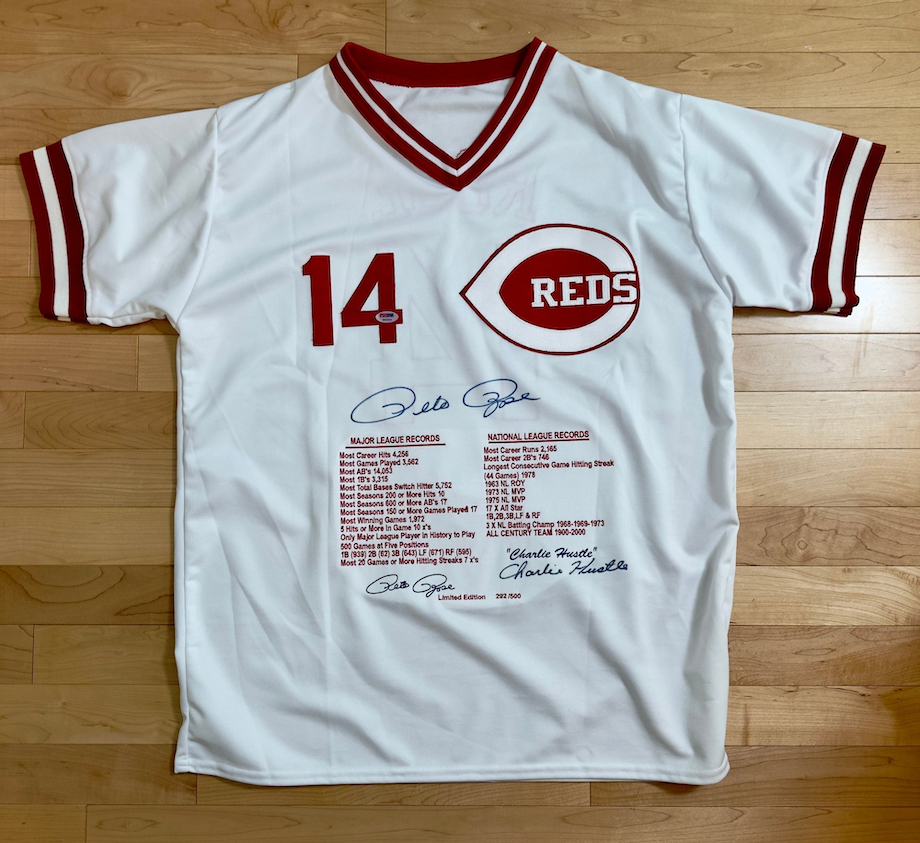 14
REDS
Pete Rose
MAJOR LEAGUE RECORDS
Most Career Hits 4,256
Most Games Played 3,562
Most AB's 14,053
Most 1B's 3,315
Most Total Bases Switch Hitter 5,752
Most Seasons 200 or More Hits 10
Most Seasons 600 or More AB's 17
Most Seasons 150 or More Games Played 17
Most Winning Games 1,972
5 Hits or More In Game 10 x's
Only Major League Player in History to Play
500 Games at Five Positions
1B (939) 2B (62) 3B (643) LF (671) RF (595)
Most 20 Games or More Hitting Streaks 7 x's
Pete Rose
NATIONAL LEAGUE RECORDS
Most Career Runs 2,165
Most Career 2B's 746
Longest Consecutive Game Hitting Streak
(44 Games) 1978
1963 NL ROY
1973 NL MVP
1975 NL MVP
17 X All Star
1B,2B,3B,LF & RF
3 X NL Batting Champ 1968-1969-1973
ALL CENTURY TEAM 1900-2000
"Charlie Hustle"
Charlie Hustle
Limited Edition 292 /500